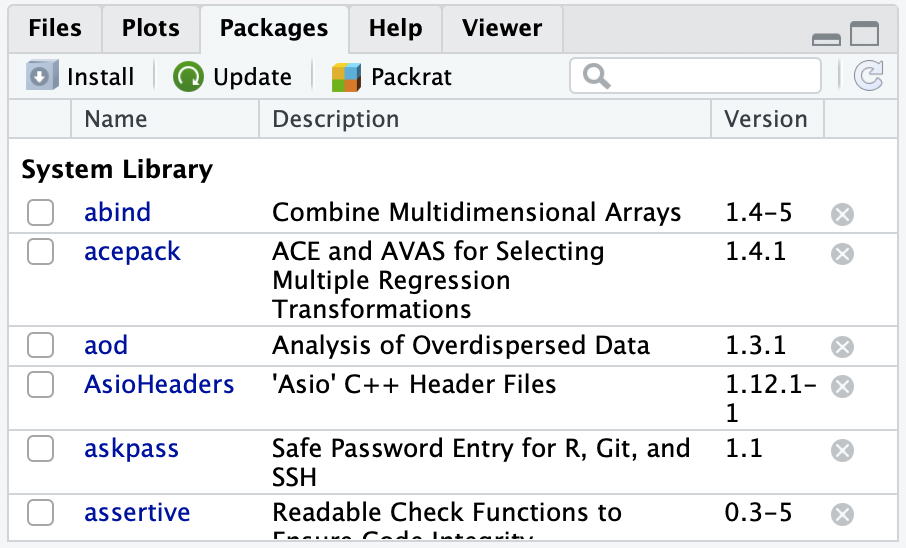 Files Plots Packages Help Viewer
Install Update Packrat
Name Description Version
System Library
abind Combine Multidimensional Arrays 1.4-5
acepack ACE and AVAS for Selecting 1.4.1
Multiple Regression
Transformations
aod Analysis of Overdispersed Data 1.3.1
AsioHeaders 'Asio' C++ Header Files 1.12.1-
1
askpass Safe Password Entry for R, Git, and 1.1
SSH
assertive Readable Check Functions to 0.3-5
Ensure Code Integrity